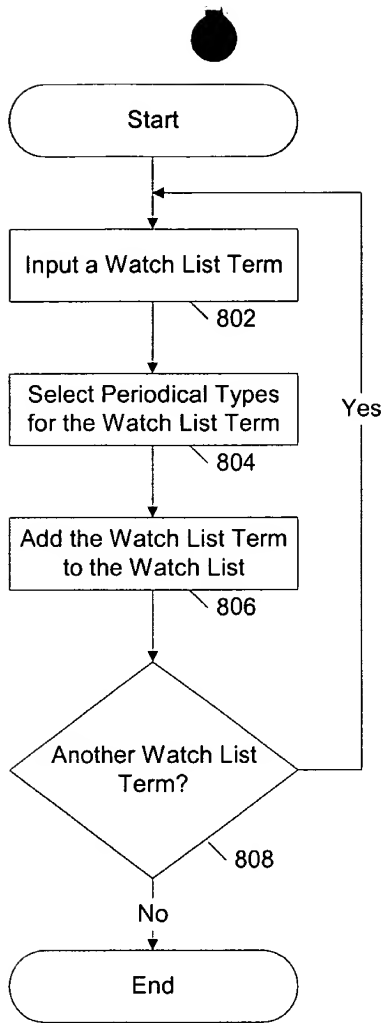 Start
Input a Watch List Term
802
Select Periodical Types
for the Watch List Term
804
Yes
Add the Watch List Term
to the Watch List
806
Another Watch List
Term?
808
No
End